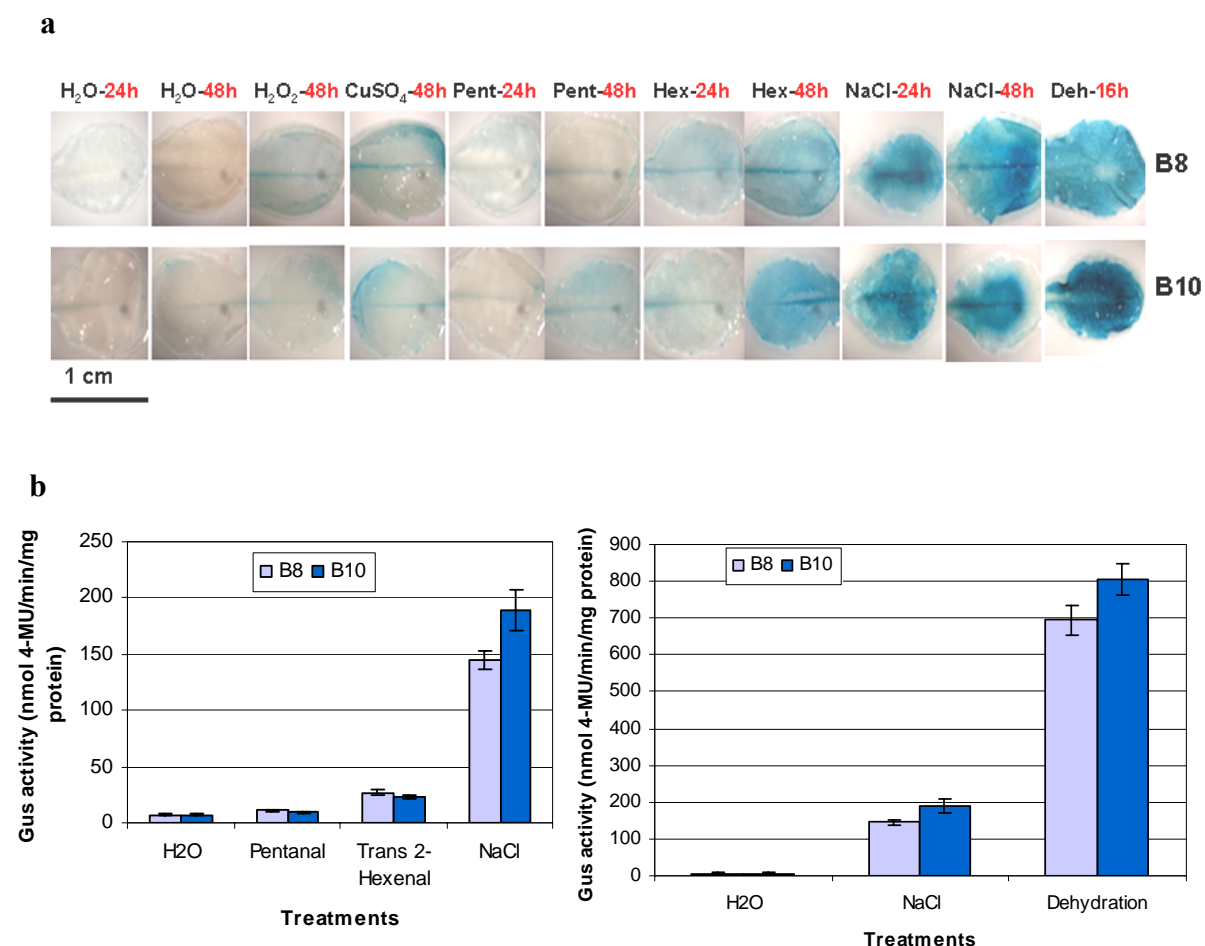 a
H2O-24h H2O-48h H2O2-48h CuSO4-48h Pent-24h Pent-48h Hex-24h Hex-48h NaCl-24h NaCl-48h Deh-16h
B8
B10
1 cm
b
Gus activity (nmol 4-MU/min/mg
protein)
250
200
150
100
50
0
B8 B10
H2O Pentanal Trans 2-
Hexenal NaCl
Treatments
Gus activity (nmol 4-MU/min/mg protein)
900
800
700
600
500
400
300
200
100
0
B8 B10
H2O NaCl Dehydration
Treatments